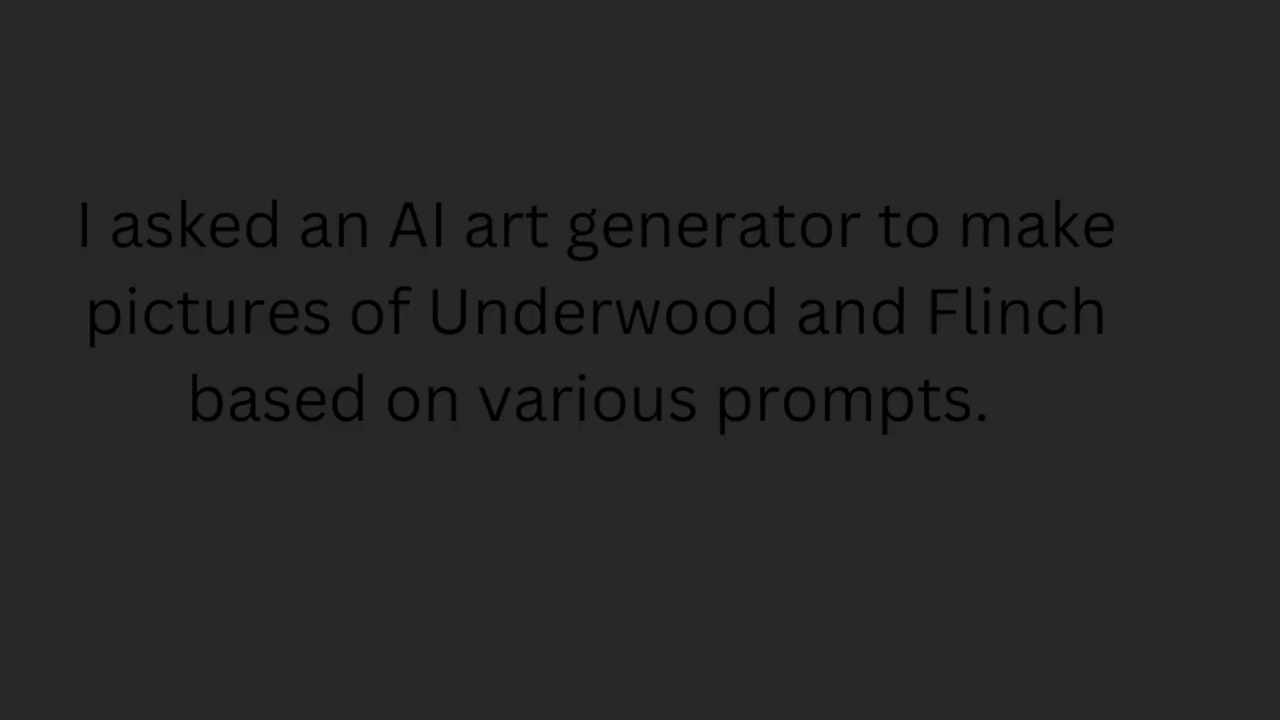 I asked an AI art generator to make
pictures of Underwood and Flinch
based on various prompts.